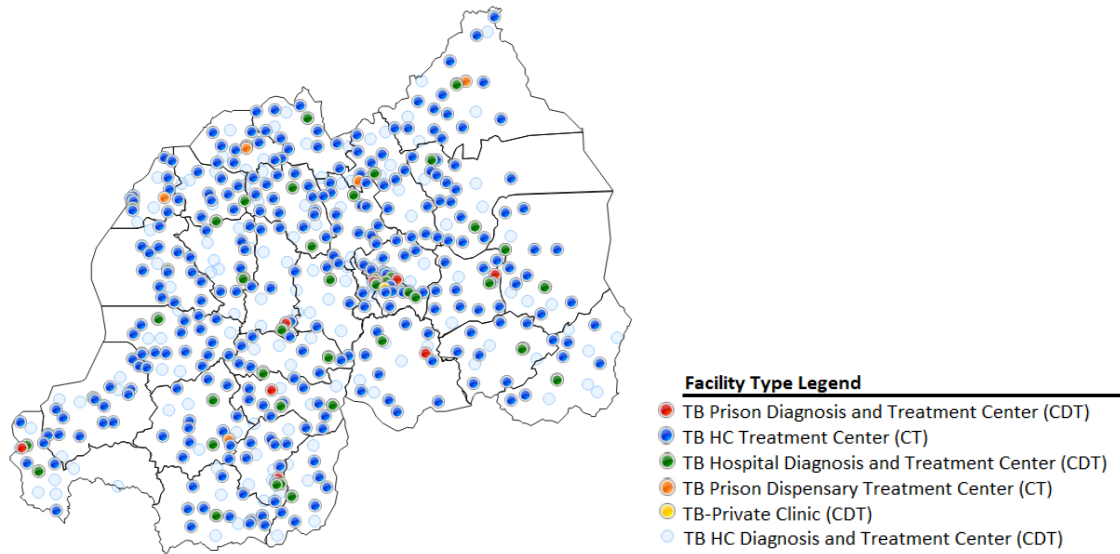 Facility Type Legend
TB Prison Diagnosis and Treatment Center (CDT)
TB HC Treatment Center (CT)
TB Hospital Diagnosis and Treatment Center (CDT)
TB Prison Dispensary Treatment Center (CT)
TB-Private Clinic (CDT)
TB HC Diagnosis and Treatment Center (CDT)